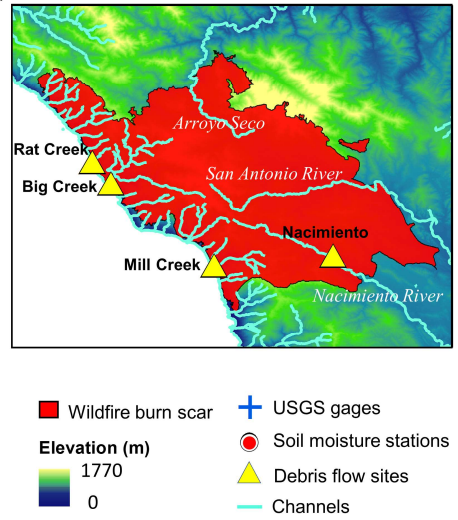 Arroyo Seco
Rat Creek
San Antonio River
Big Creek
Nacimiento
Mill Creek
Nacimiento River
Wildfire burn scar
USGS gages
Soil moisture stations
Elevation (m)
1770
Debris flow sites
0
Channels